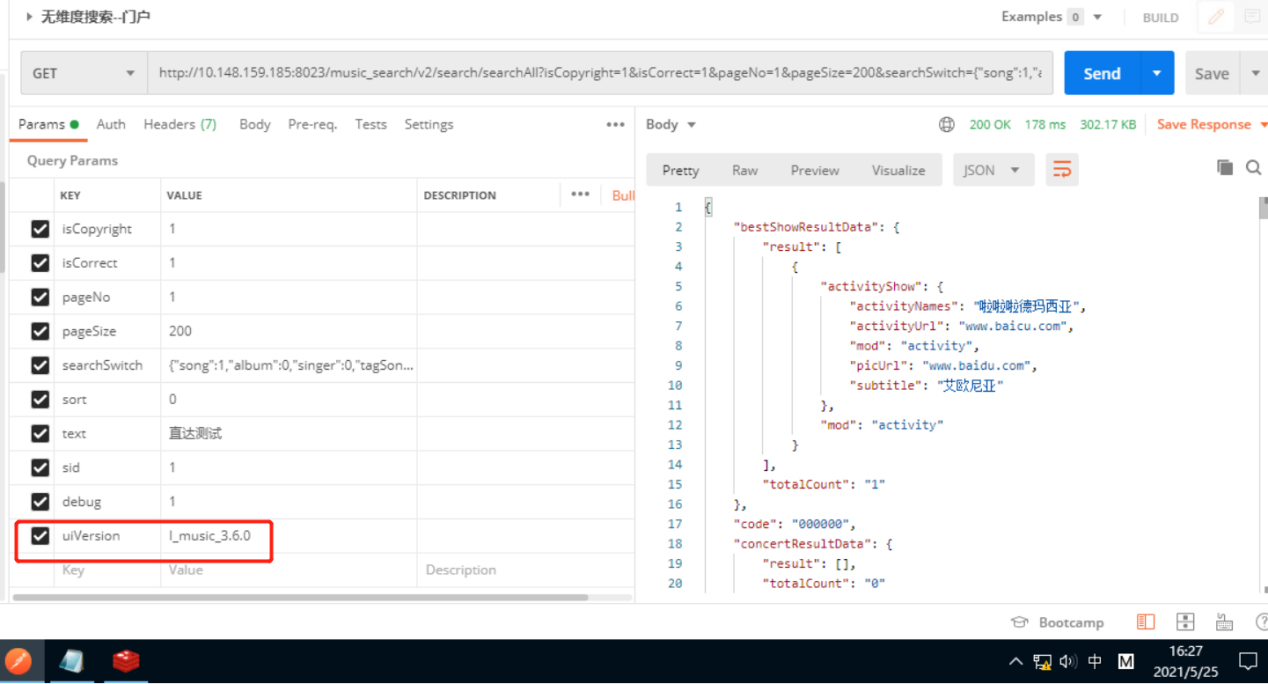 无维度搜索--门户
Examples 0 BUILD
GET http://10.148.159.185:8023/music_search/v2/search/searchAll?isCopyright=1&isCorrect=1&pageNo=1&pageSize=200&searchSwitch={"song":1,"a Send Save
Params Auth Headers (7) Body Pre-req. Tests Settings ••• Body 200 OK 178 ms 302.17 KB Save Response
Query Params
Pretty Raw Preview Visualize JSON
KEY VALUE DESCRIPTION ••• Bull
isCopyright 1
isCorrect 1
pageNo 1
pageSize 200
searchSwitch {"song":1,"album":0,"singer":0,"tagSon...
sort 0
text 直达测试
sid 1
debug 1
uiVersion I_music_3.6.0
Key Value Description
1 {
2 "bestShowResultData": {
3 "result": [
4 {
5 "activityShow": {
6 "activityNames": "啦啦啦德玛西亚",
7 "activityUrl": "www.baicu.com",
8 "mod": "activity",
9 "picUrl": "www.baidu.com",
10 "subtitle": "艾欧尼亚"
11 },
12 "mod": "activity"
13 }
14 ],
15 "totalCount": "1"
16 },
17 "code": "000000",
18 "concertResultData": {
19 "result": [],
20 "totalCount": "0"
Bootcamp
中 M 16:27
2021/5/25